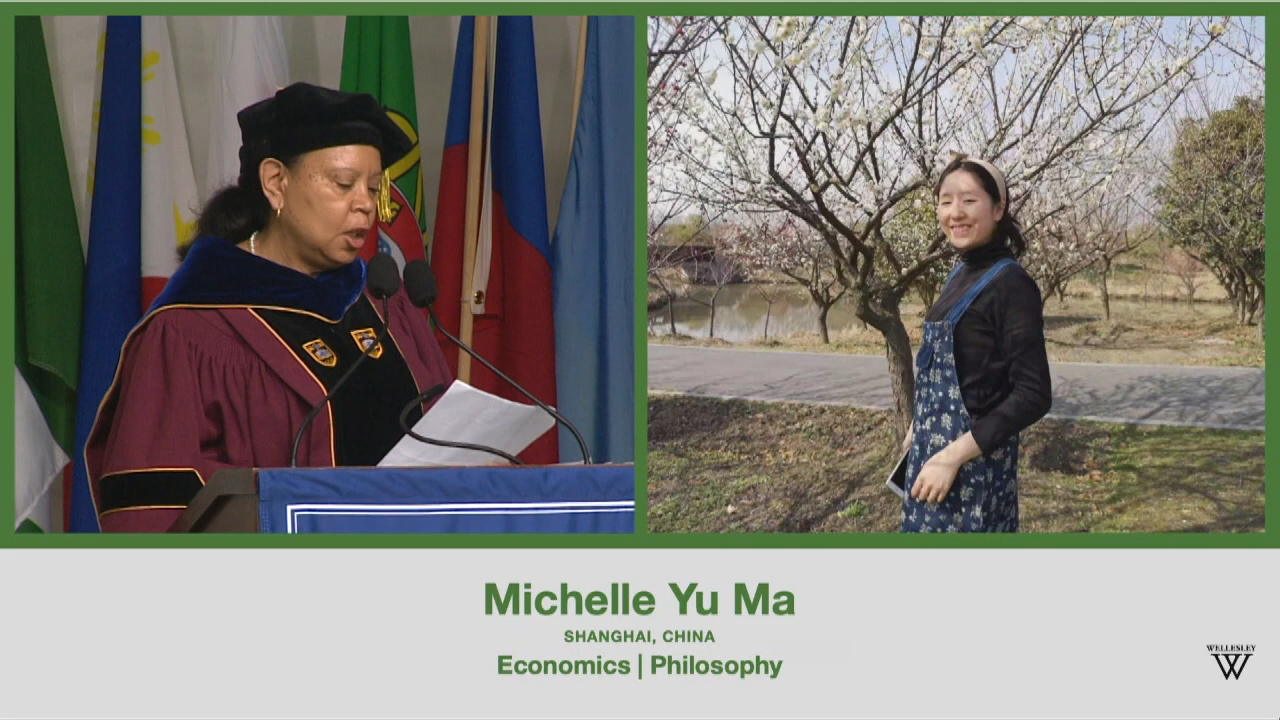 Michelle Yu Ma
SHANGHAI, CHINA
Economics | Philosophy
WELLESLEY
W